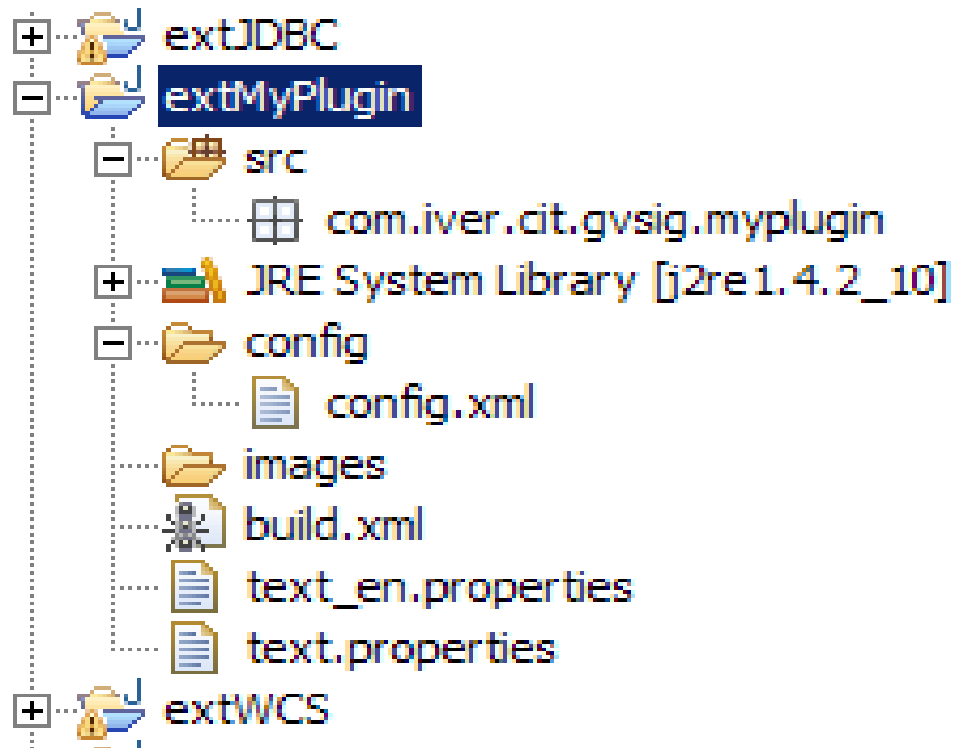 extJDBC
extMyPlugin
src
com.iver.cit.gvsig.myplugin
JRE System Library [j2re1.4.2_10]
config
config.xml
images
build.xml
text_en.properties
text.properties
extWCS